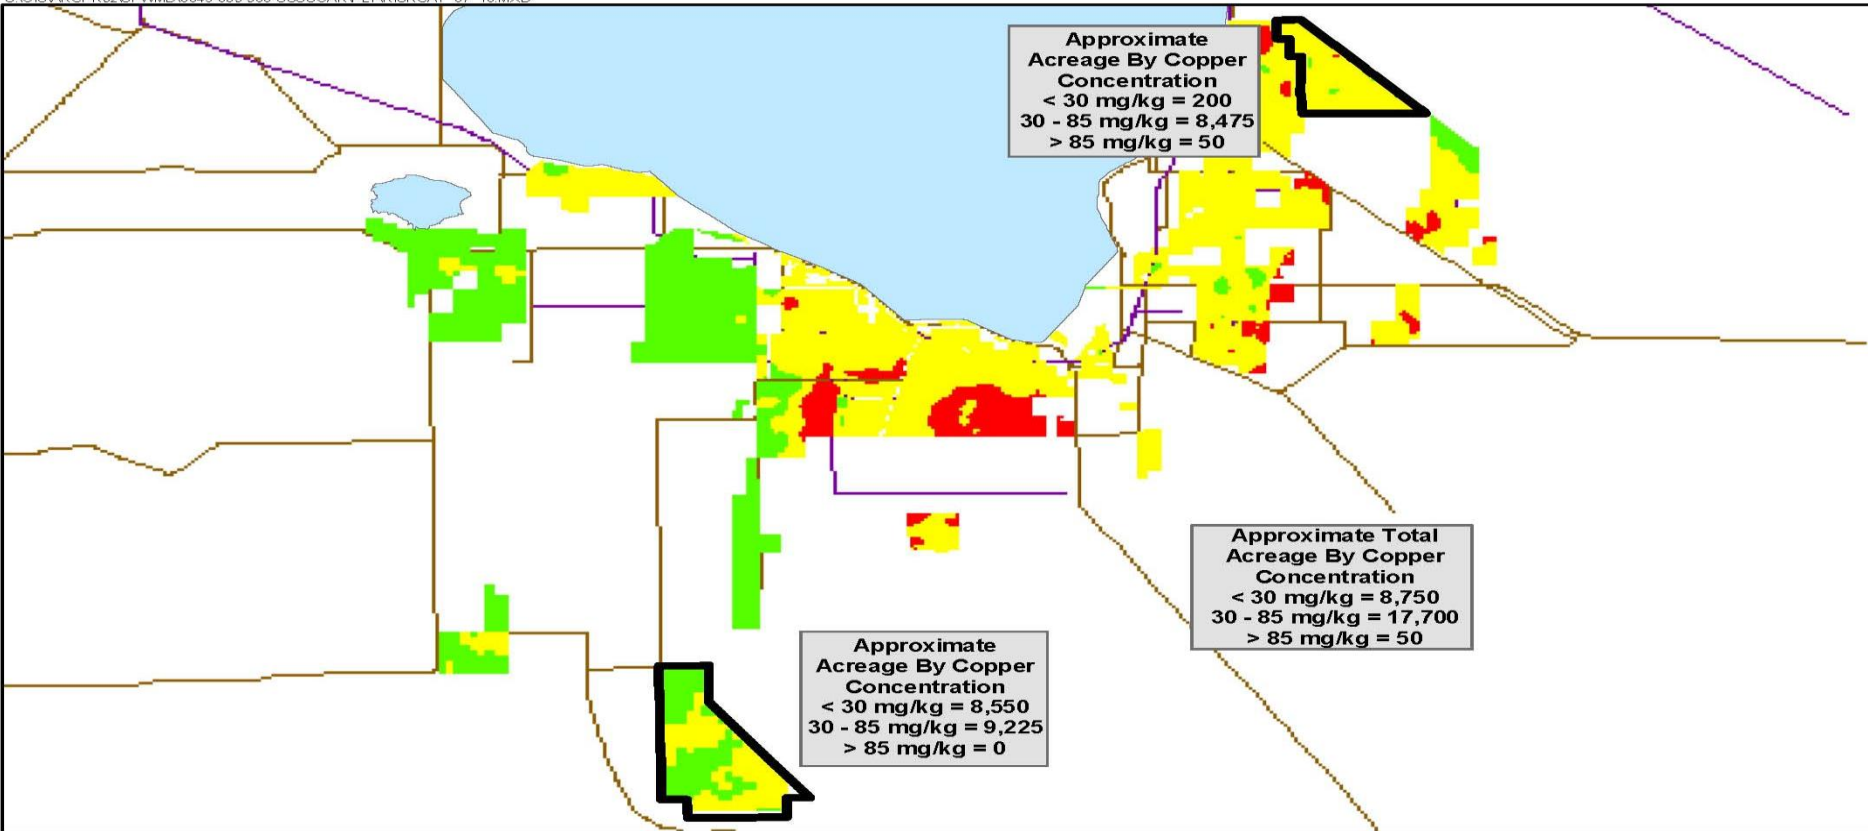 Approximate
Acreage By Copper
Concentration
< 30 mg/kg = 200
30 - 85 mg/kg = 8,475
> 85 mg/kg = 50
Approximate Total
Acreage By Copper
Concentration
< 30 mg/kg = 8,750
30 - 85 mg/kg = 17,700
> 85 mg/kg = 50
Approximate
Acreage By Copper
Concentration
< 30 mg/kg = 8,550
30 - 85 mg/kg = 9,225
> 85 mg/kg = 0